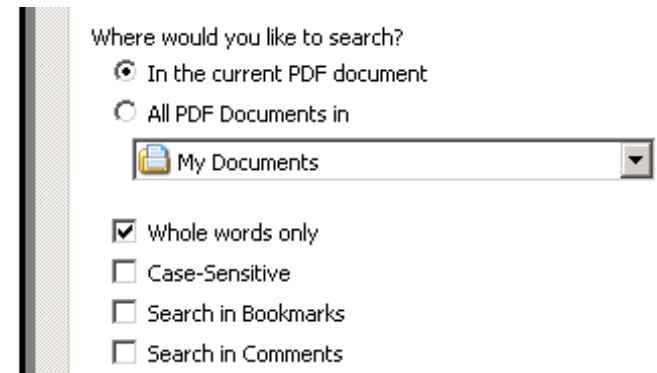 Where would you like to search?
In the current PDF document
All PDF Documents in
My Documents
Whole words only
Case-Sensitive
Search in Bookmarks
Search in Comments